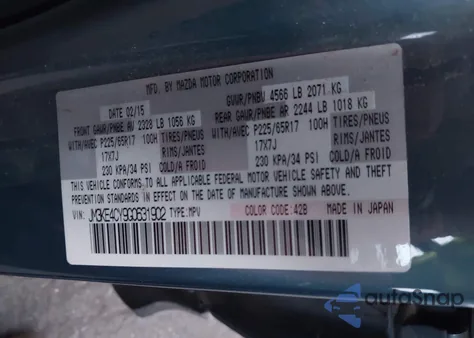 MFD. BY MAZDA MOTOR CORPORATION
DATE 02/15
GVWR/PNBV 4566 LB 2071 KG
FRONT GAWR/PNBE AV 2328 LB 1056 KG
REAR GAWR/PNBE AR 2244 LB 1018 KG
WITH/AVEC P225/65R17 100H TIRES/PNEUS
WITH/AVEC P225/65R17 100H TIRES/PNEUS
17X7J RIMS/JANTES
17X7J RIMS/JANTES
230 KPA/34 PSI COLD/A FROID
230 KPA/34 PSI COLD/A FROID
THIS VEHICLE CONFORMS TO ALL APPLICABLE FEDERAL MOTOR VEHICLE SAFETY, BUMPER, AND THEFT
PREVENTION STANDARDS IN EFFECT ON THE DATE OF MANUFACTURE SHOWN ABOVE.
VIN: JM3KE4CY9G0631902 TYPE: MPV COLOR CODE: 42B MADE IN JAPAN
autoSnap